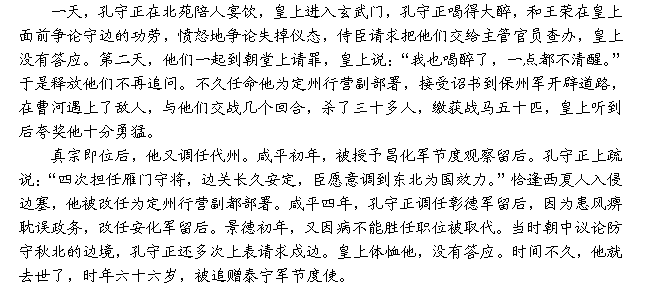 一天，孔守正在北苑陪人宴饮，皇上进入玄武门，孔守正喝得大醉，和王荣在皇上
面前争论守边的功劳，愤怒地争论失掉仪态，侍臣请求把他们交给主管官员查办，皇上
没有答应。第二天，他们一起到朝堂上请罪，皇上说：“我也喝醉了，一点都不清醒。”
于是释放他们不再追问。不久任命他为定州行营副部署，接受诏书到保州军开辟道路，
在曹河遇上了敌人，与他们交战几个回合，杀了三十多人，缴获战马五十匹，皇上听到
后夸奖他十分勇猛。
真宗即位后，他又调任代州。咸平初年，被授予昌化军节度观察留后。孔守正上疏
说：“四次担任雁门守将，边关长久安定，臣愿意调到东北为国效力。”恰逢西夏人入侵
边塞，他被改任为定州行营副都部署。咸平四年，孔守正调任彰德军留后，因为患风痹
耽误政务，改任安化军留后。景德初年，又因病不能胜任职位被取代。当时朝中议论防
守秋北的边境，孔守正还多次上表请求戍边。皇上体恤他，没有答应。时间不久，他就
去世了，时年六十六岁，被追赠泰宁军节度使。